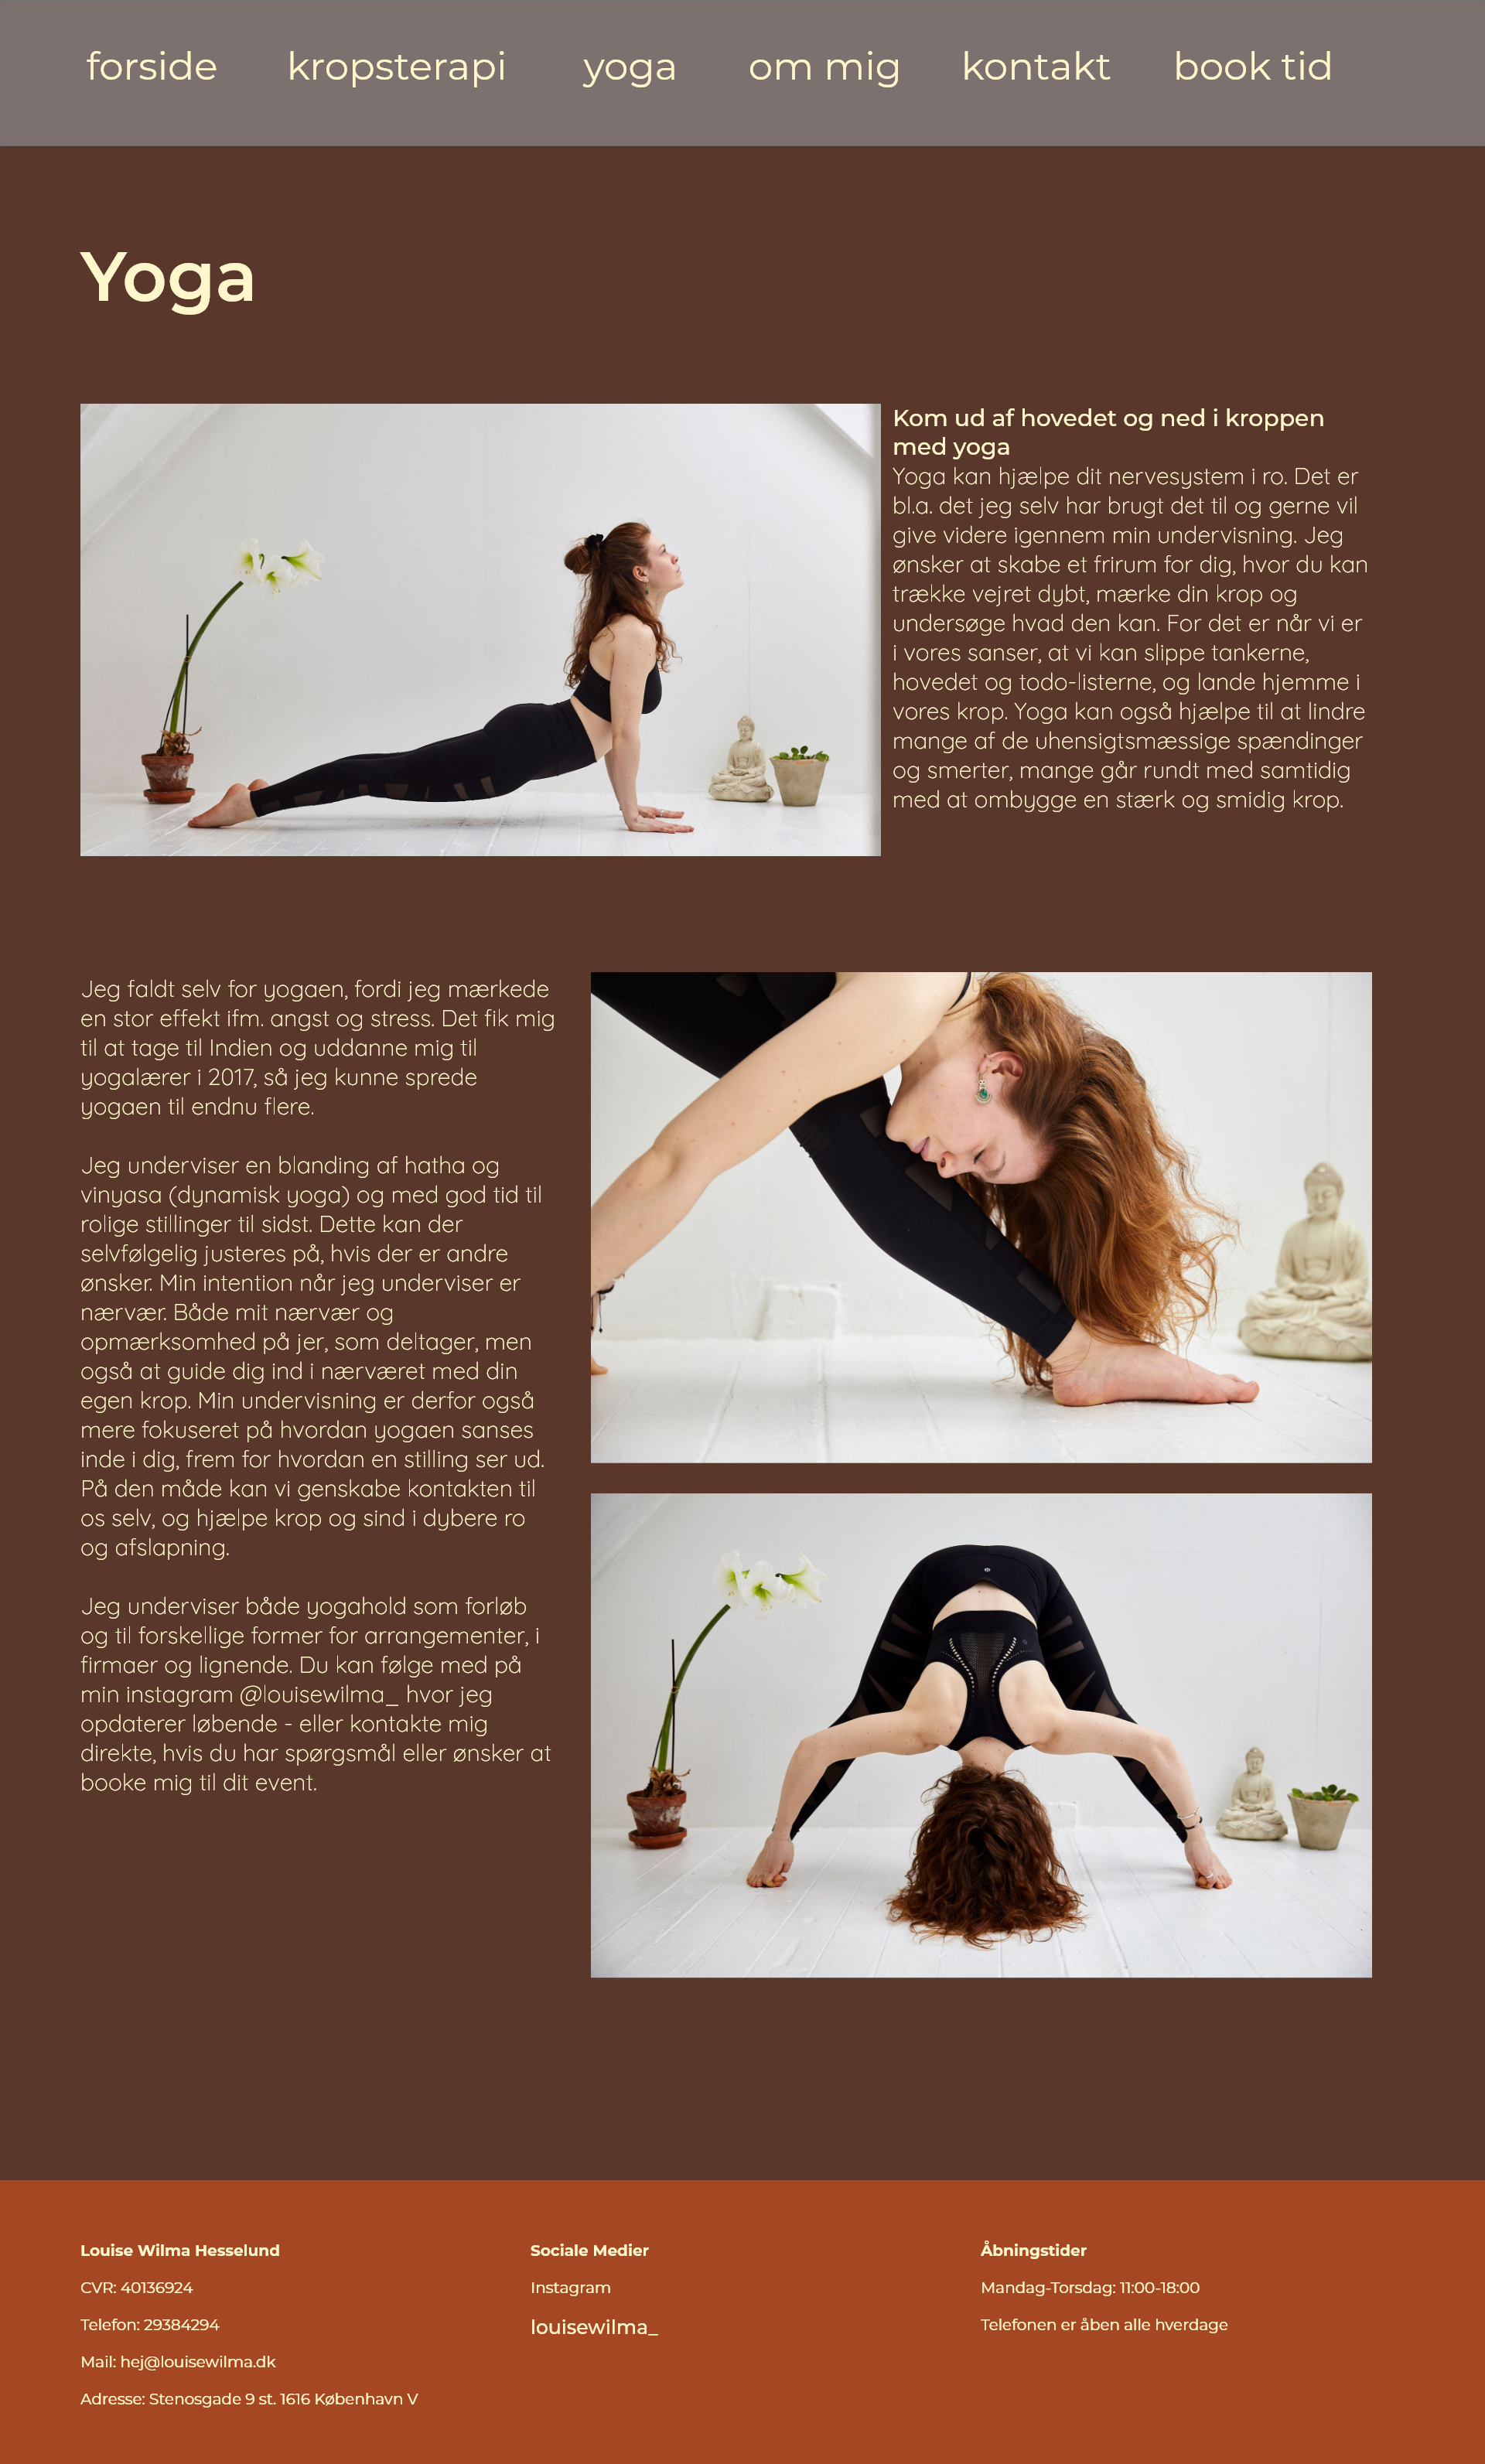 forside kropsterapi yoga om mig kontakt book tid
Yoga
Kom ud af hovedet og ned i kroppen
med yoga
Yoga kan hjælpe dit nervesystem i ro. Det er
bl.a. det jeg selv har brugt det til og gerne vil
give videre igennem min undervisning. Jeg
ønsker at skabe et frirum for dig, hvor du kan
trække vejret dybt, mærke din krop og
undersøge hvad den kan. For det er når vi er
i vores sanser, at vi kan slippe tankerne,
hovedet og todo-listerne, og lande hjemme i
vores krop. Yoga kan også hjælpe til at lindre
mange af de uhensigtsmæssige spændinger
og smerter, mange går rundt med samtidig
med at ombygge en stærk og smidig krop.
Jeg faldt selv for yogaen, fordi jeg mærkede
en stor effekt ifm. angst og stress. Det fik mig
til at tage til Indien og uddanne mig til
yogalærer i 2017, så jeg kunne sprede
yogaen til endnu flere.
Jeg underviser en blanding af hatha og
vinyasa (dynamisk yoga) og med god tid til
rolige stillinger til sidst. Dette kan der
selvfølgelig justeres på, hvis der er andre
ønsker. Min intention når jeg underviser er
nærvær. Både mit nærvær og
opmærksomhed på jer, som deltager, men
også at guide dig ind i nærværet med din
egen krop. Min undervisning er derfor også
mere fokuseret på hvordan yogaen sanses
inde i dig, frem for hvordan en stilling ser ud.
På den måde kan vi genskabe kontakten til
os selv, og hjælpe krop og sind i dybere ro
og afslapning.
Jeg underviser både yogahold som forløb
og til forskellige former for arrangementer, i
firmaer og lignende. Du kan følge med på
min instagram @louisewilma_ hvor jeg
opdaterer løbende - eller kontakte mig
direkte, hvis du har spørgsmål eller ønsker at
booke mig til dit event.
Louise Wilma Hesselund
CVR: 40136924
Telefon: 29384294
Mail: hej@louisewilma.dk
Adresse: Stenosgade 9 st. 1616 København V
Sociale Medier
Instagram
louisewilma_
Åbningstider
Mandag-Torsdag: 11:00-18:00
Telefonen er åben alle hverdage